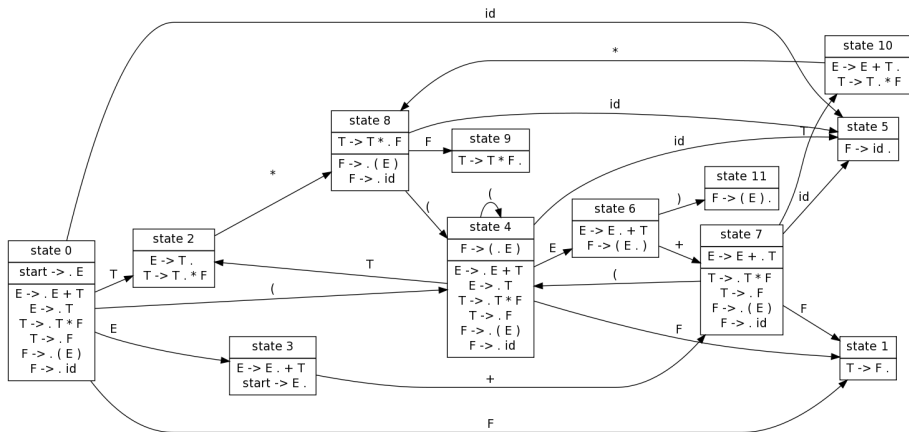 id
state 10
E -> E + T .
T -> T . * F
*
state 8
T -> T * . F
F -> . ( E )
F -> . id
id
state 5
F -> id .
F
state 9
T -> T * F .
id
T
*
(
(
state 11
F -> ( E ) .
)
id
state 6
E -> E . + T
F -> ( E . )
state 4
F -> ( . E )
E -> . E + T
E -> . T
T -> . T * F
T -> . F
F -> . ( E )
F -> . id
E
+
state 7
E -> E + . T
T -> . T * F
T -> . F
F -> . ( E )
F -> . id
state 0
start -> . E
E -> . E + T
E -> . T
T -> . T * F
T -> . F
F -> . ( E )
F -> . id
state 2
E -> T .
T -> T . * F
T
T
(
(
E
F
F
state 3
E -> E . + T
start -> E .
+
state 1
T -> F .
F